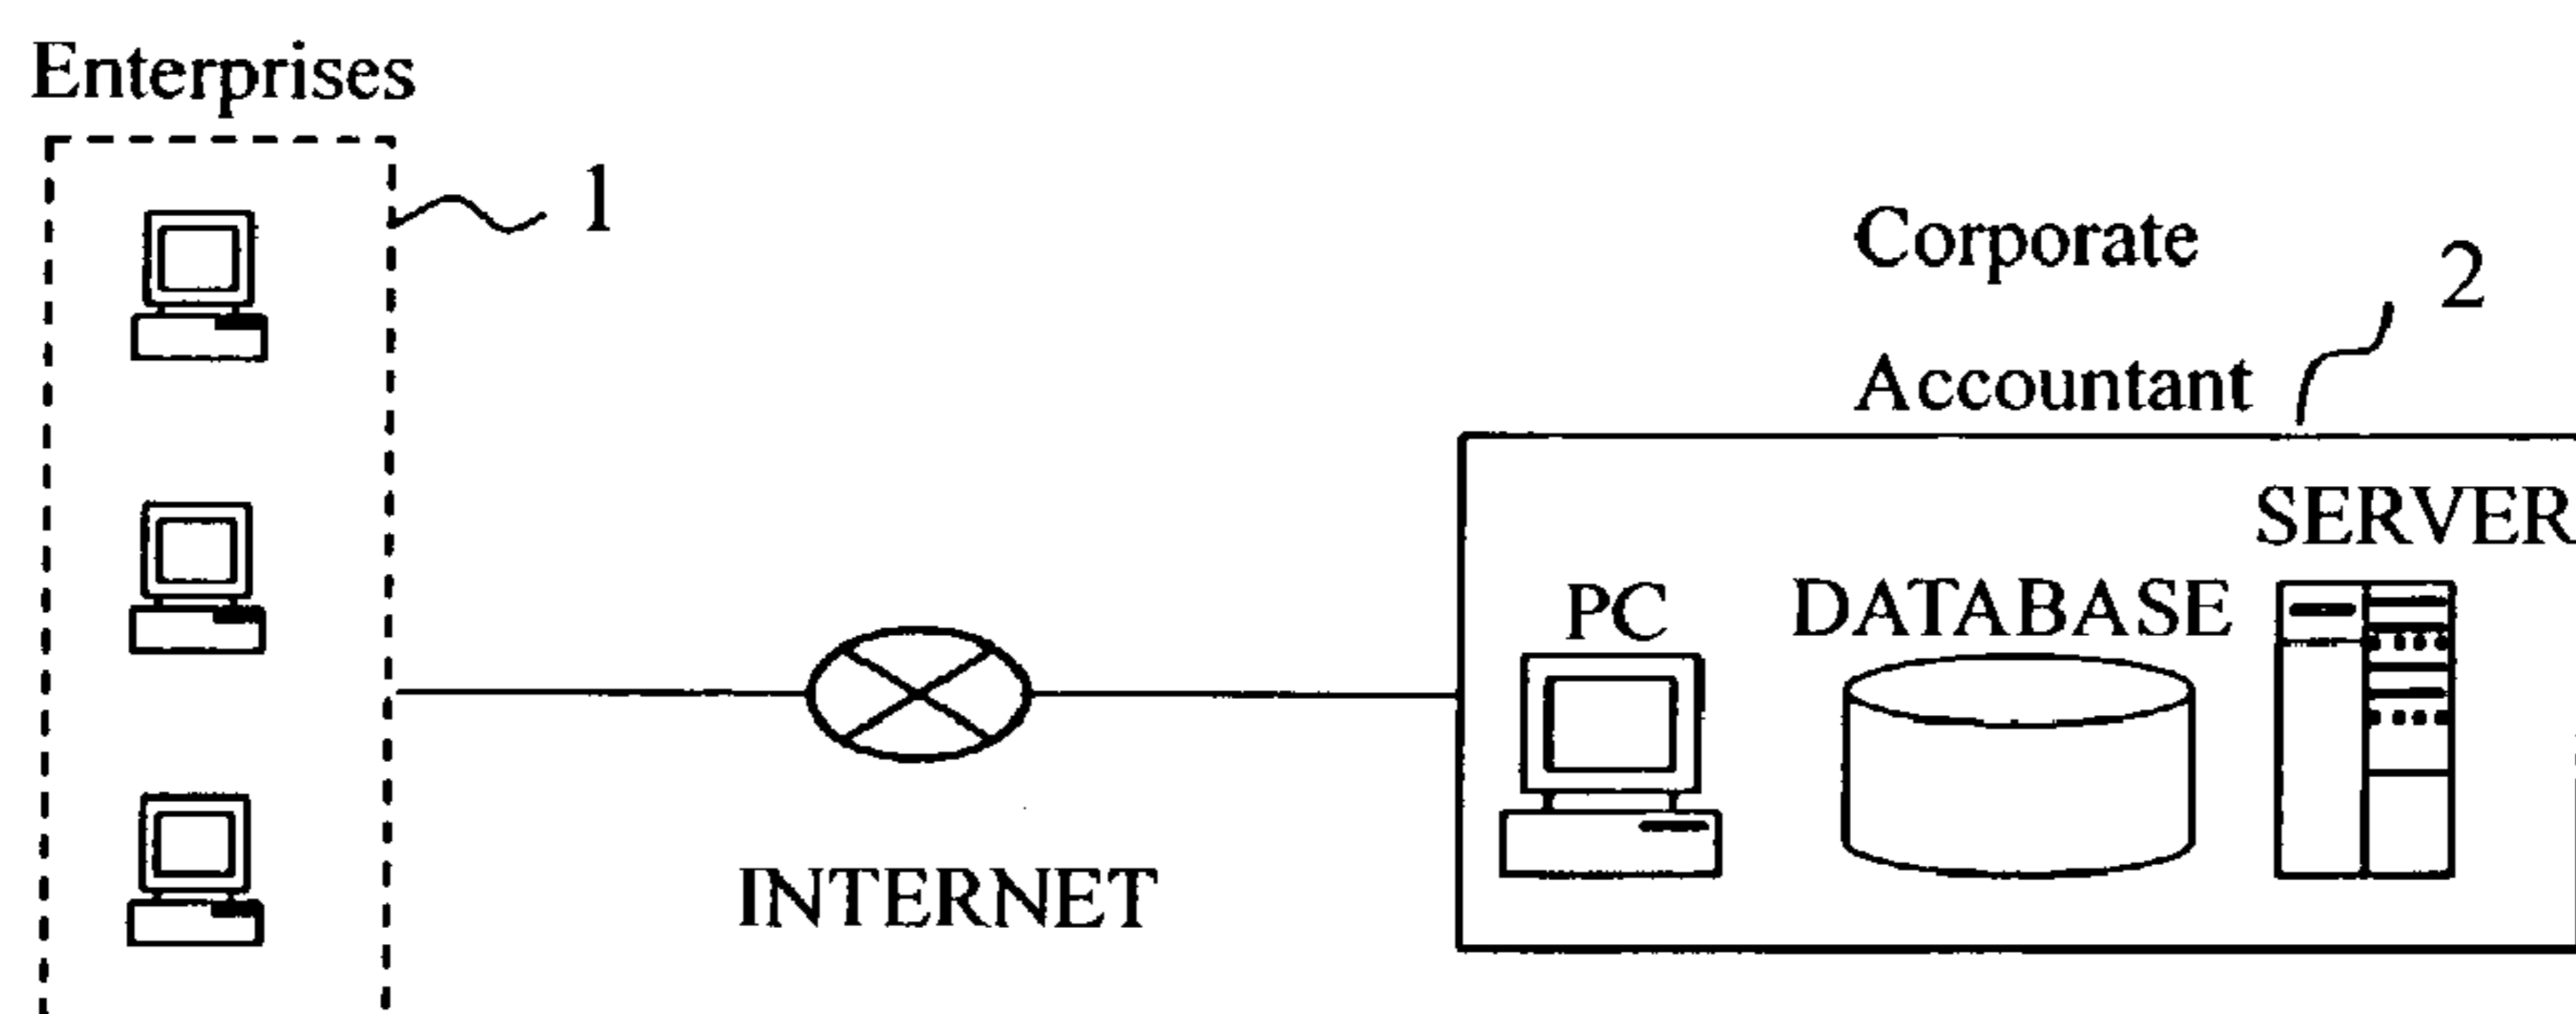 Enterprises
1
Corporate
2
Accountant
SERVER
PC
DATABASE
INTERNET